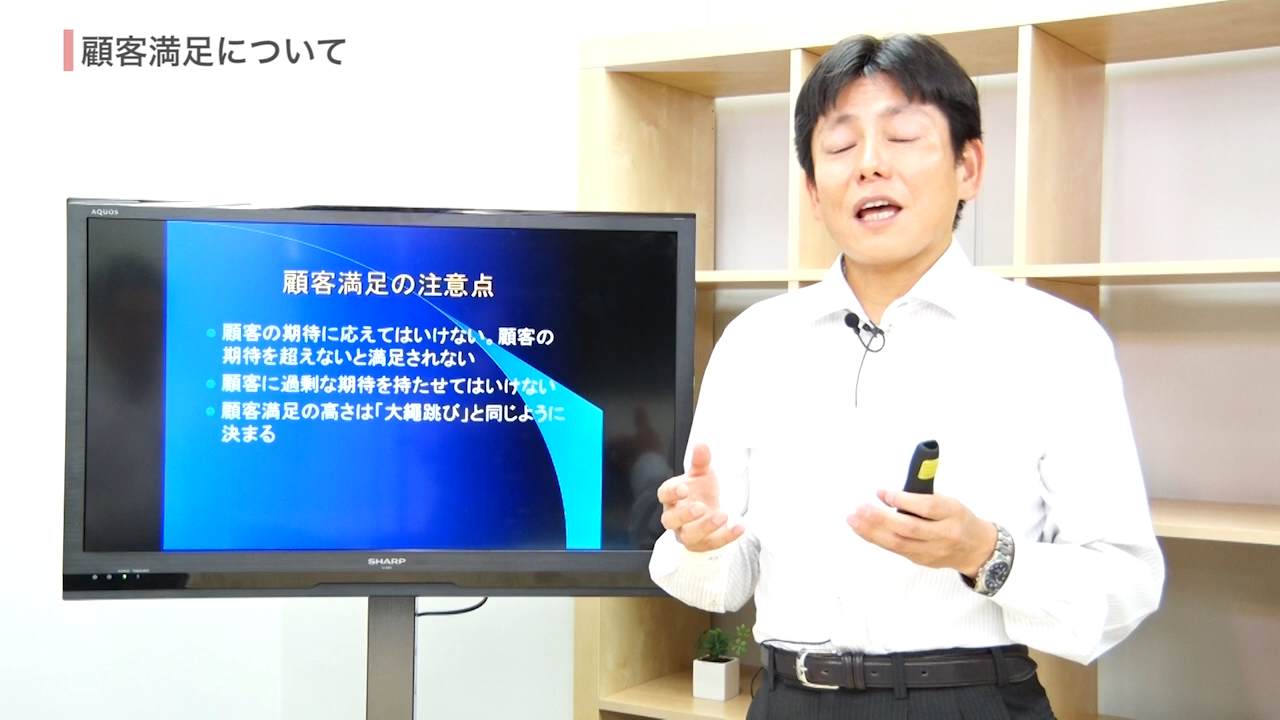 顧客満足について
AQUOS
顧客満足の注意点
顧客の期待に応えてはいけない。顧客の
期待を超えないと満足されない
顧客に過剰な期待を持たせてはいけない
顧客満足の高さは「大縄跳び」と同じように
決まる
SHARP